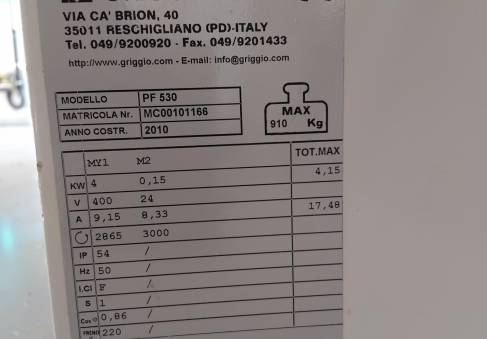 VIA CA' BRION, 40
35011 RESCHIGLIANO (PD)-ITALY
Tel. 049/9200920 - Fax. 049/9201433
http://www.griggio.com - E-mail: info@griggio.com
MODELLO PF 530
MATRICOLA Nr. MC00101166
ANNO COSTR. 2010
MAX
910 Kg
MY1 M2 TOT.MAX
KW 4 0,15 4,15
V 400 24
A 9,15 8,33 17,48
2865 3000
IP 54 /
Hz 50 /
I.Cl F /
S 1 /
Cos φ 0,86 /
FRENO 220 /